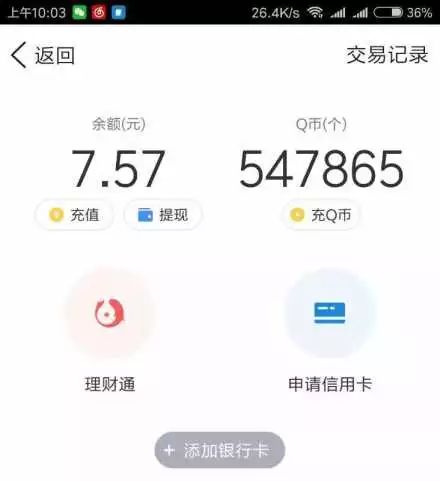 上午10:03 26.4K/s 36%
返回 交易记录
余额(元) Q币(个)
7.57 547865
充值 提现 充Q币
理财通 申请信用卡
+ 添加银行卡